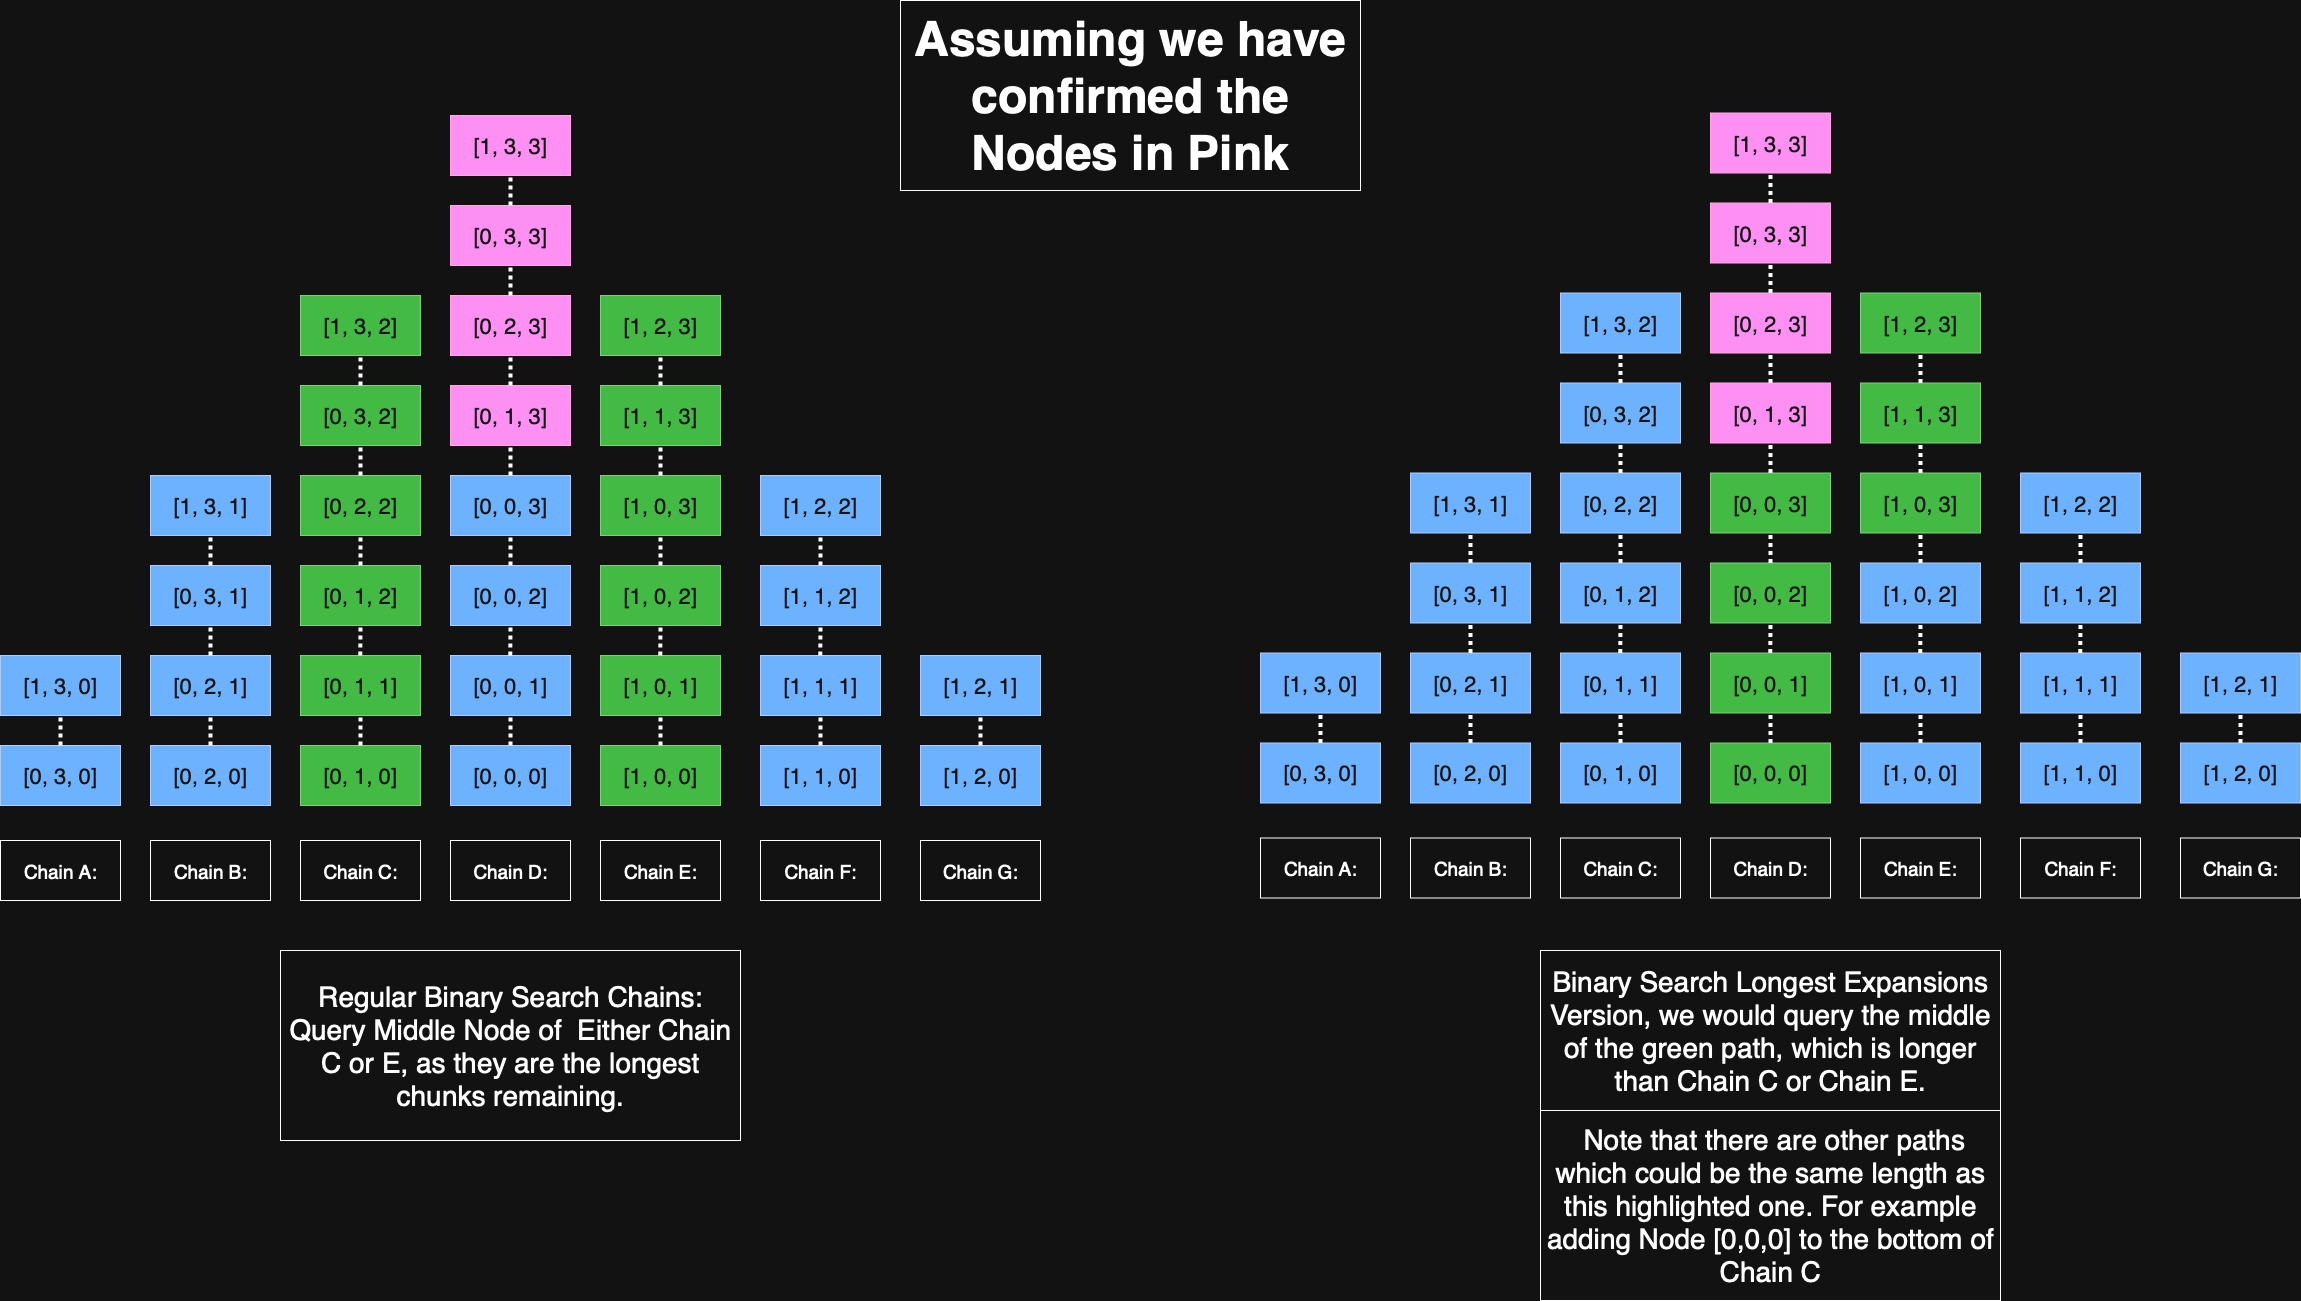 Assuming we have
confirmed the
Nodes in Pink
[1, 3, 3]
[0, 3, 3]
[1, 3, 2] [0, 2, 3] [1, 2, 3]
[0, 3, 2] [0, 1, 3] [1, 1, 3]
[1, 3, 1] [0, 2, 2] [0, 0, 3] [1, 0, 3] [1, 2, 2]
[0, 3, 1] [0, 1, 2] [0, 0, 2] [1, 0, 2] [1, 1, 2]
[1, 3, 0] [0, 2, 1] [0, 1, 1] [0, 0, 1] [1, 0, 1] [1, 1, 1] [1, 2, 1]
[0, 3, 0] [0, 2, 0] [0, 1, 0] [0, 0, 0] [1, 0, 0] [1, 1, 0] [1, 2, 0]
Chain A: Chain B: Chain C: Chain D: Chain E: Chain F: Chain G:
Regular Binary Search Chains:
Query Middle Node of Either Chain
C or E, as they are the longest
chunks remaining.
[1, 3, 3]
[0, 3, 3]
[1, 3, 2] [0, 2, 3] [1, 2, 3]
[0, 3, 2] [0, 1, 3] [1, 1, 3]
[1, 3, 1] [0, 2, 2] [0, 0, 3] [1, 0, 3] [1, 2, 2]
[0, 3, 1] [0, 1, 2] [0, 0, 2] [1, 0, 2] [1, 1, 2]
[1, 3, 0] [0, 2, 1] [0, 1, 1] [0, 0, 1] [1, 0, 1] [1, 1, 1] [1, 2, 1]
[0, 3, 0] [0, 2, 0] [0, 1, 0] [0, 0, 0] [1, 0, 0] [1, 1, 0] [1, 2, 0]
Chain A: Chain B: Chain C: Chain D: Chain E: Chain F: Chain G:
Binary Search Longest Expansions
Version, we would query the middle
of the green path, which is longer
than Chain C or Chain E.
Note that there are other paths
which could be the same length as
this highlighted one. For example
adding Node [0,0,0] to the bottom of
Chain C